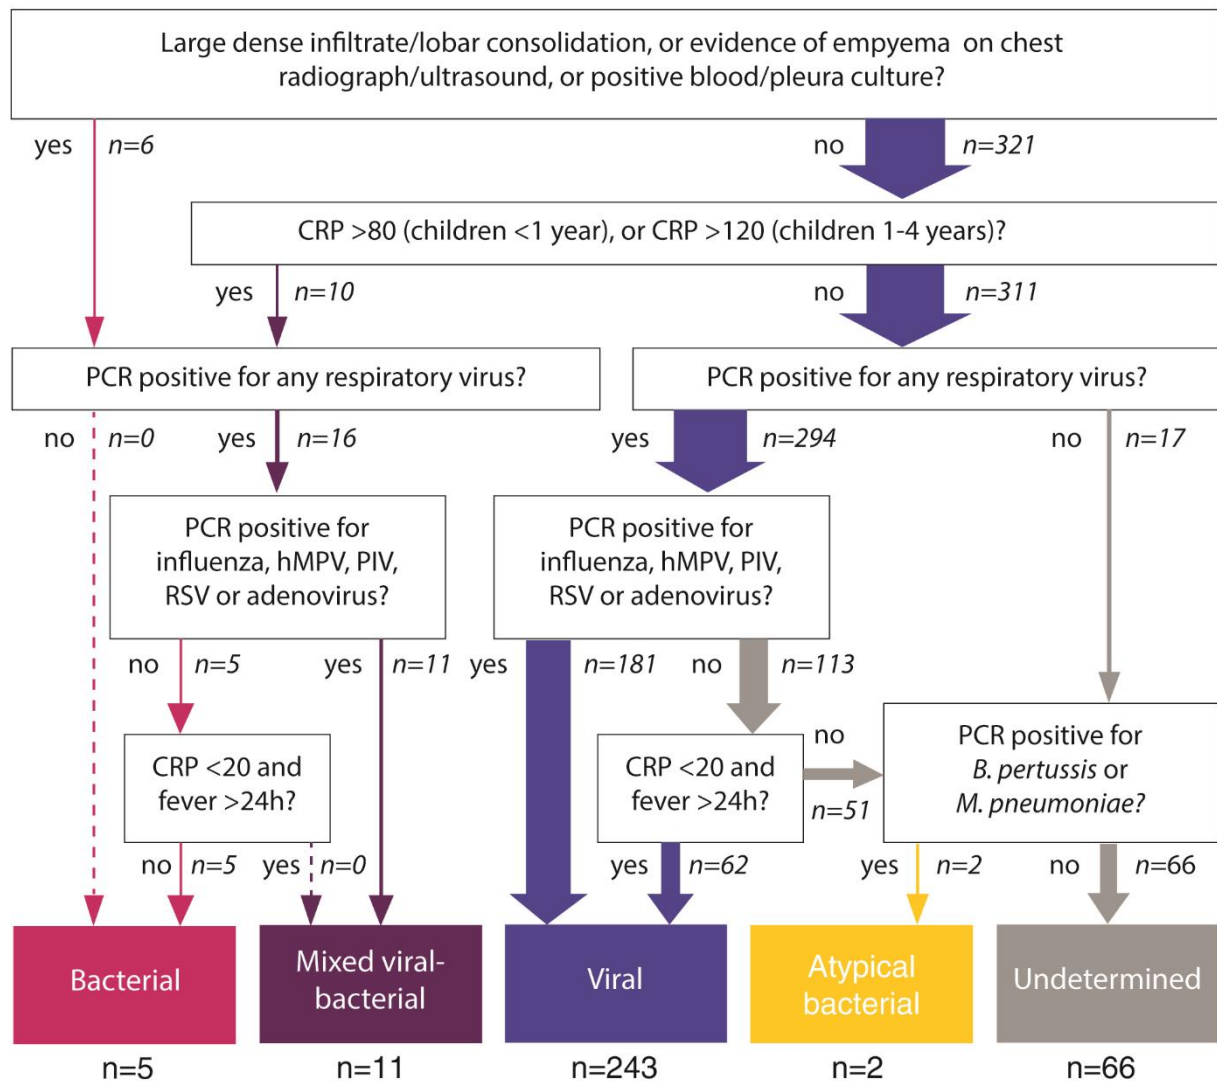 Large dense infiltrate/lobar consolidation, or evidence of empyema on chest
radiograph/ultrasound, or positive blood/pleura culture?
yes n=6
no n=321
CRP >80 (children <1 year), or CRP >120 (children 1-4 years)?
yes n=10
no n=311
PCR positive for any respiratory virus?
PCR positive for any respiratory virus?
no n=0
yes n=16
yes n=294
no n=17
PCR positive for
influenza, hMPV, PIV,
RSV or adenovirus?
PCR positive for
influenza, hMPV, PIV,
RSV or adenovirus?
no n=5
yes n=11
yes n=181
no n=113
CRP <20 and
fever >24h?
CRP <20 and
fever >24h?
no
n=51
PCR positive for
B. pertussis or
M. pneumoniae?
no n=5
yes n=0
yes n=62
yes n=2
no n=66
Bacterial
Mixed viral-
bacterial
Viral
Atypical
bacterial
Undetermined
n=5
n=11
n=243
n=2
n=66